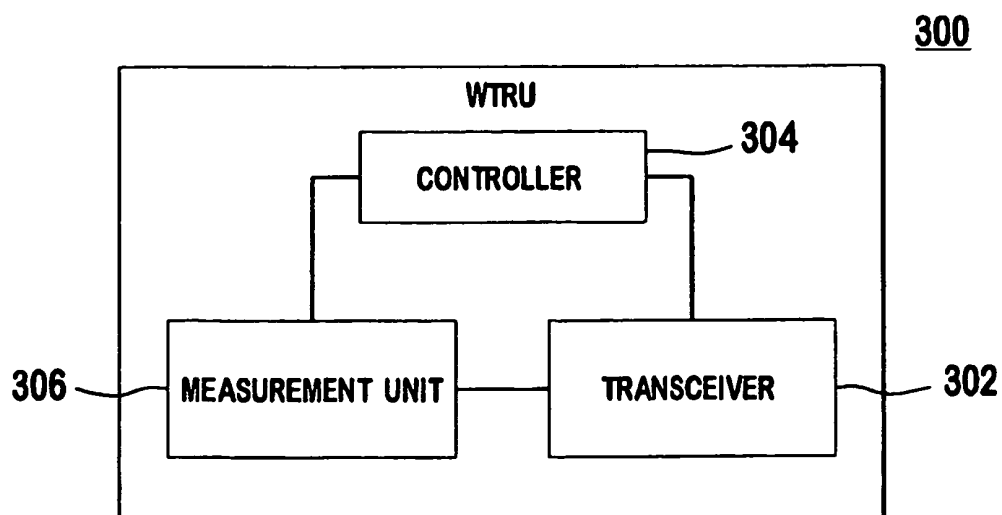 300
WTRU
304
CONTROLLER
306
MEASUREMENT UNIT
TRANSCEIVER
302